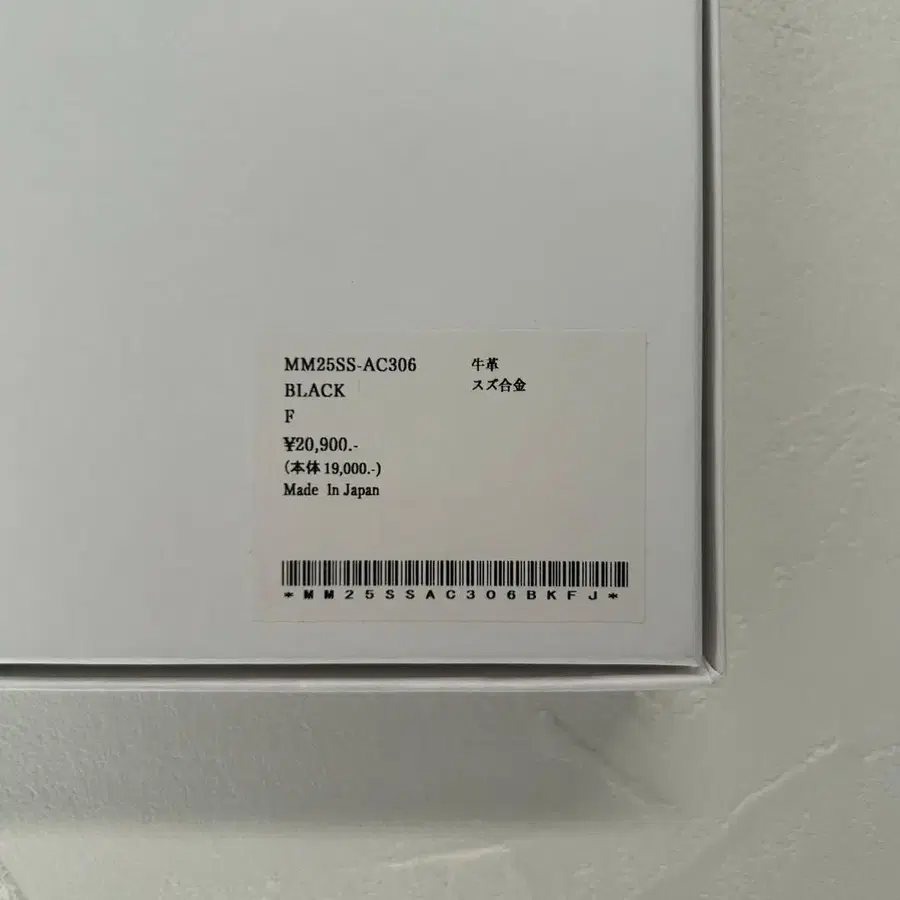 MM25SS-AC306
BLACK
F
¥20,900.-
(本体 19,000.-)
Made In Japan
牛革
スズ合金
*MM25SSAC306BKFJ*